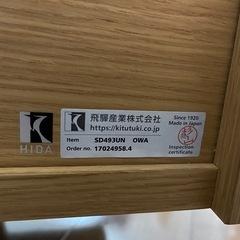 HIDA
飛驒産業株式会社
https://kitutuki.co.jp
Item SD493UN OWA
Order no. 17024958.4
Since 1920
Made in Japan
Inspection
certificate